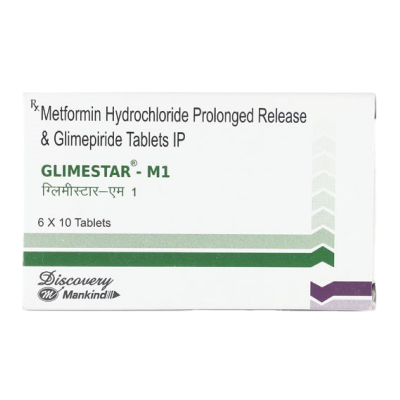 Rx Metformin Hydrochloride Prolonged Release
& Glimepiride Tablets IP
GLIMESTAR® - M1
ग्लिमीस्टार–एम 1
6 X 10 Tablets
Discovery
M Mankind